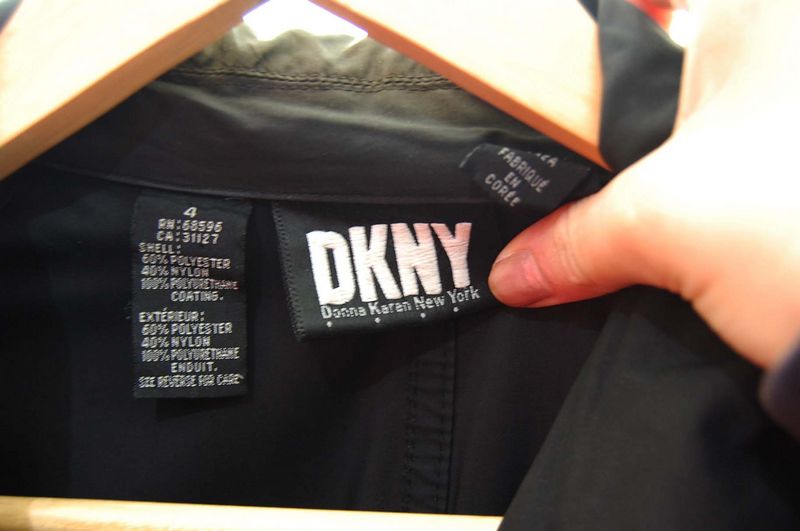 4
RN:68596
CA:31127
SHELL:
60% POLYESTER
40% NYLON
100% POLYURETHANE
COATING.
EXTÉRIEUR:
60% POLYESTER
40% NYLON
100% POLYURETHANE
ENDUIT.
SEE REVERSE FOR CARE
DKNY
Donna Karan New York
FABRIQUÉ
EN
CORÉE